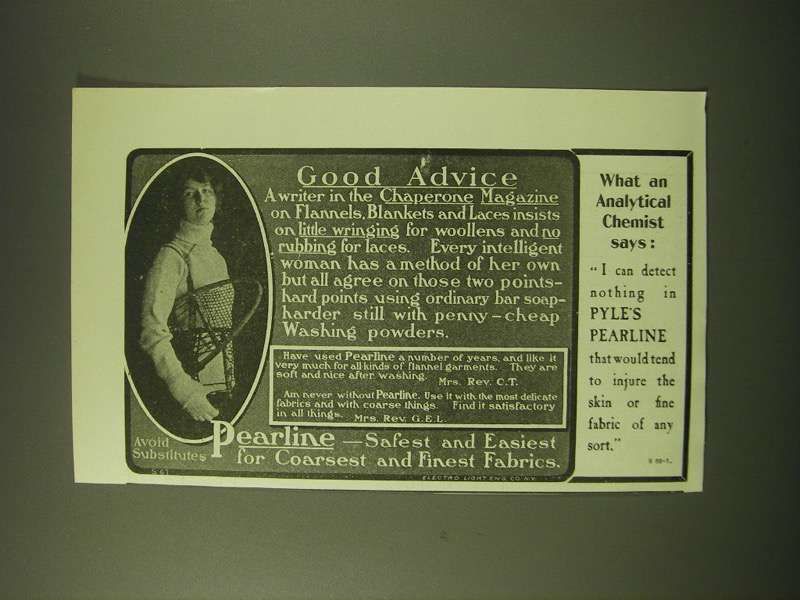 Good Advice
A writer in the Chaperone Magazine
on Flannels, Blankets and Laces insists
on little wringing for woollens and no
rubbing for laces. Every intelligent
woman has a method of her own
but all agree on those two points-
hard points using ordinary bar soap-
harder still with penny-cheap
Washing powders.
Have used Pearline a number of years, and like it
very much for all kinds of flannel garments. They are
soft and nice after washing. Mrs. Rev. C.T.
Am never without Pearline. Use it with the most delicate
fabrics and with coarse things. Find it satisfactory
in all things. Mrs. Rev. G.E.L.
Avoid
Substitutes
Pearline—Safest and Easiest
for Coarsest and Finest Fabrics.
ELECTRO LIGHT ENG. CO. N.Y.
What an
Analytical
Chemist
says:
"I can detect
nothing in
PYLE'S
PEARLINE
that would tend
to injure the
skin or fine
fabric of any
sort."